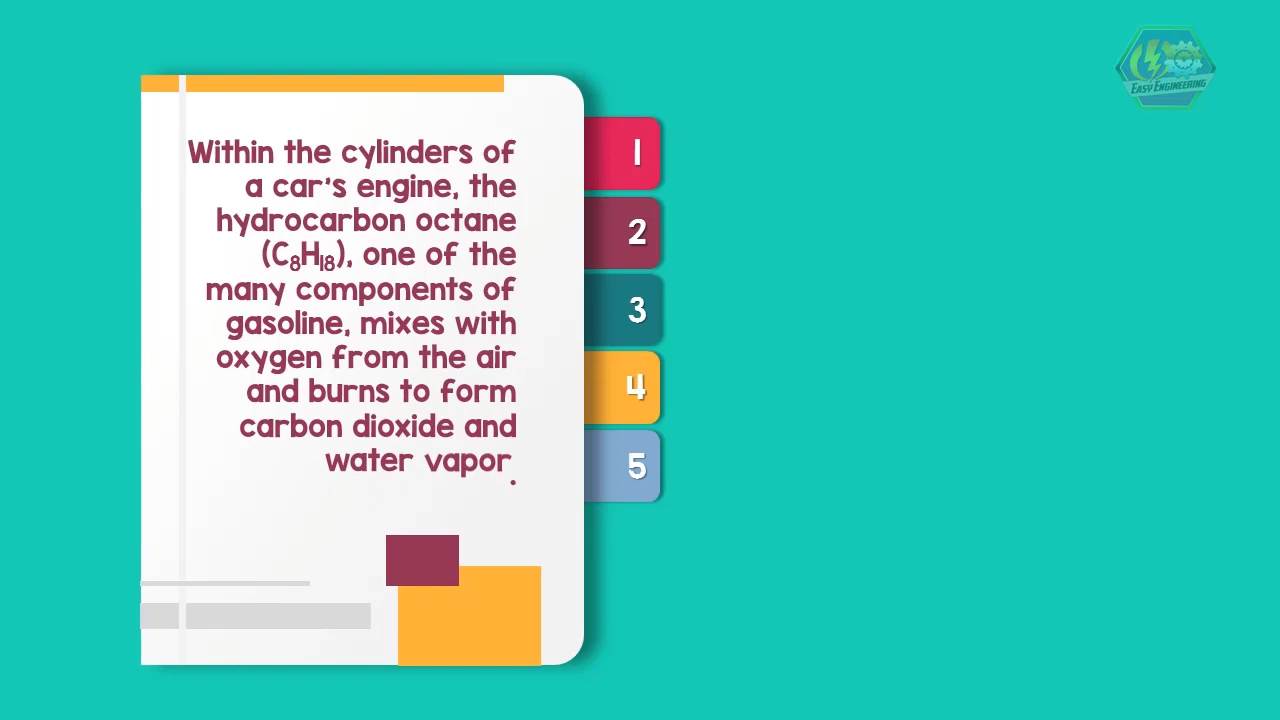 Within the cylinders of
a car's engine, the
hydrocarbon octane
(C₈H₁₈), one of the
many components of
gasoline, mixes with
oxygen from the air
and burns to form
carbon dioxide and
water vapor.
1
2
3
4
5
EASY ENGINEERING